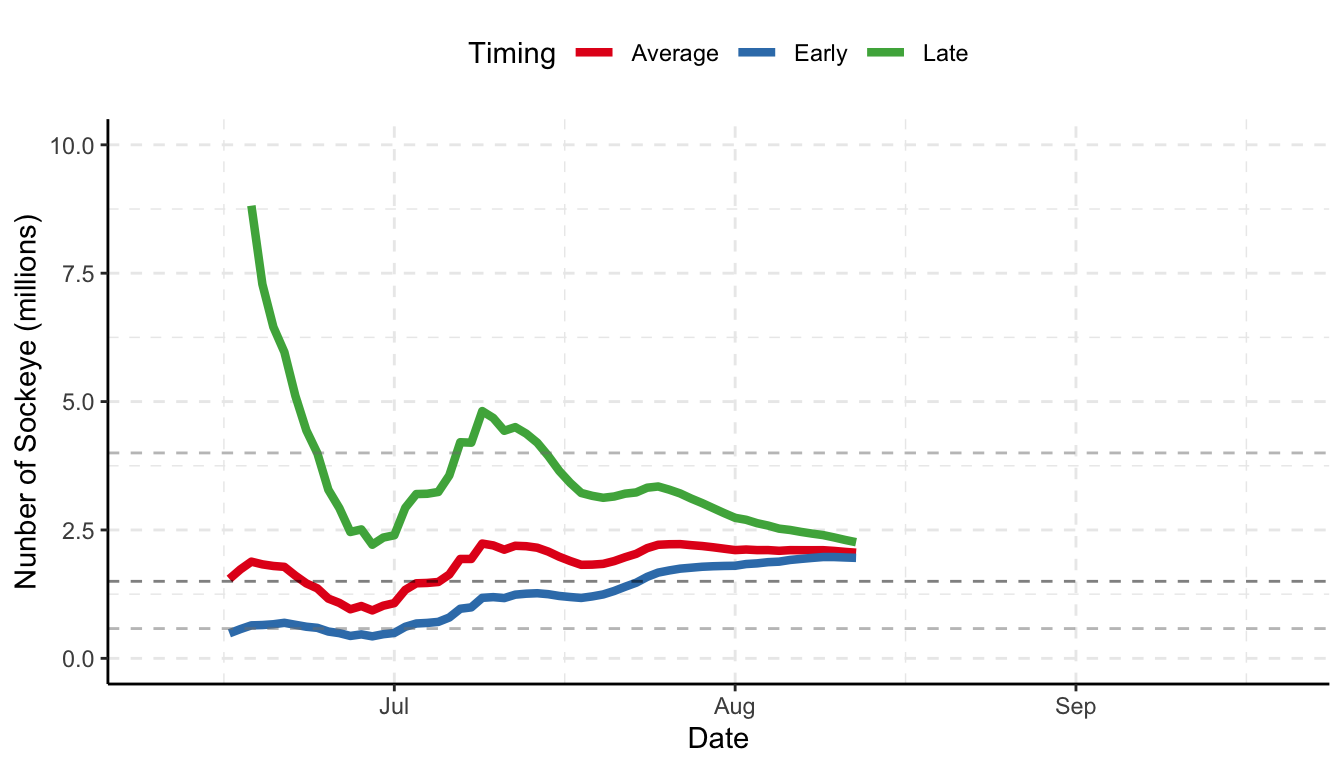 Timing Average Early Late
Nunber of Sockeye (millions)
10.0
7.5
5.0
2.5
0.0
Jul Aug Sep
Date